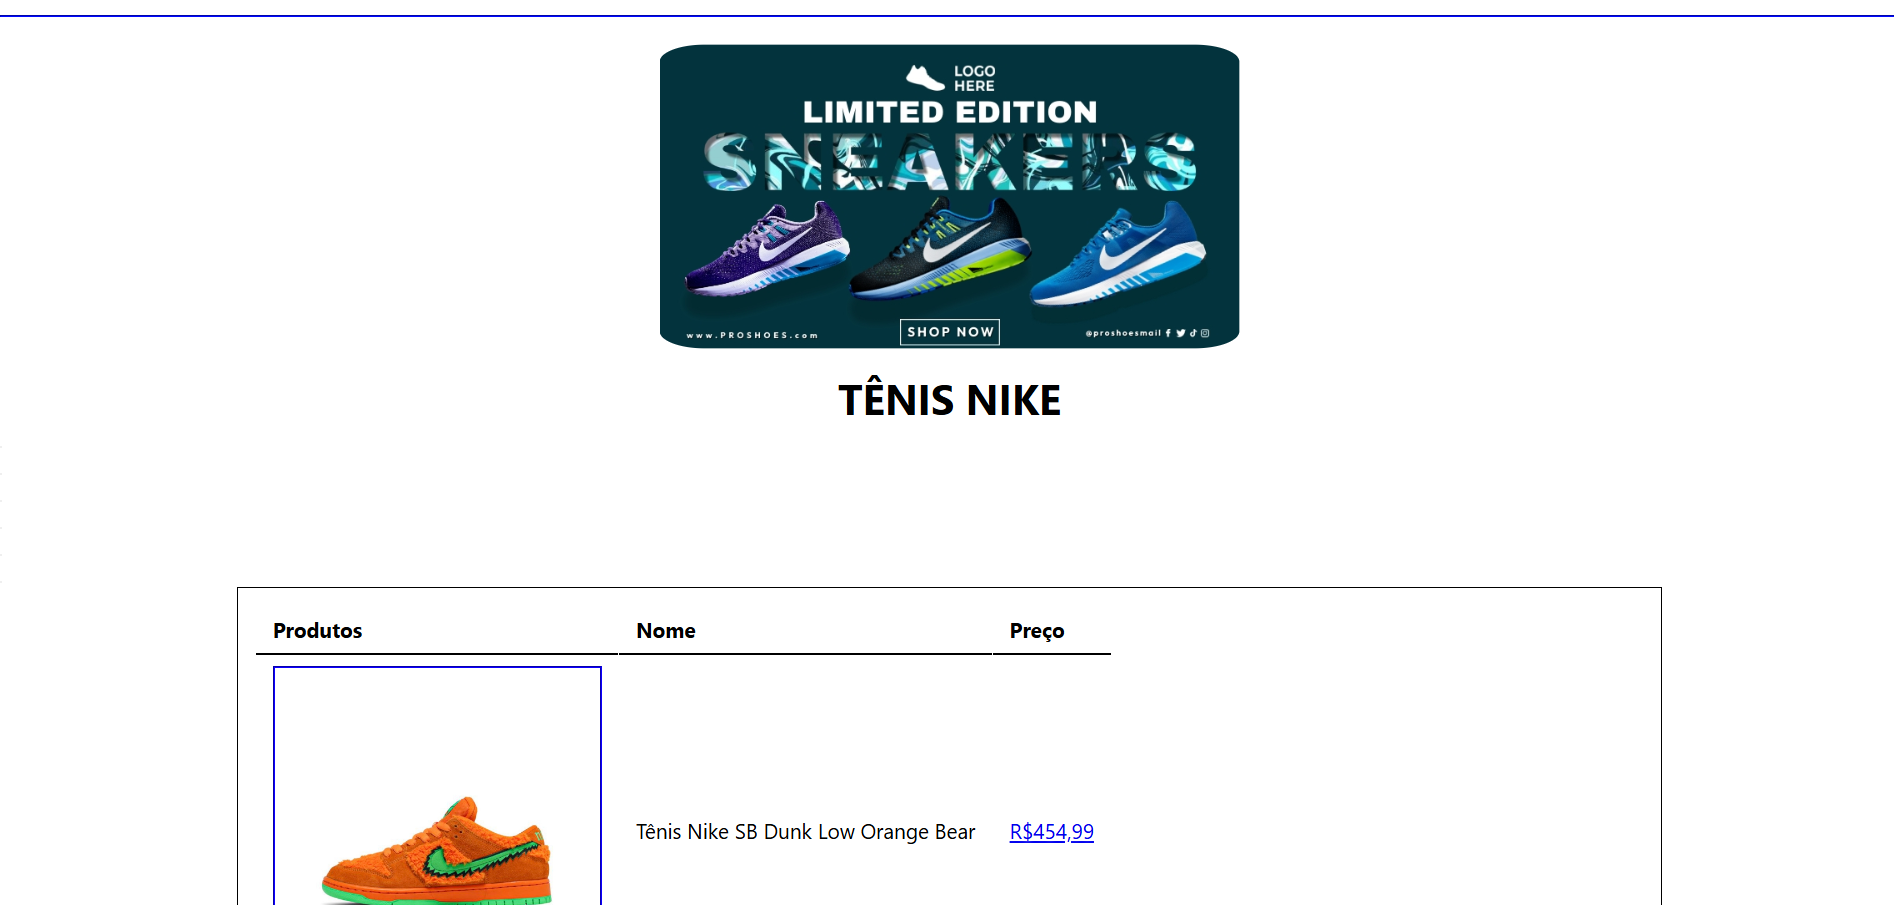 LOGO
HERE
LIMITED EDITION
SNEAKERS
www.PROSHOES.com
SHOP NOW
@proshoesmail
TÊNIS NIKE
Produtos Nome Preço
Tênis Nike SB Dunk Low Orange Bear R$454,99